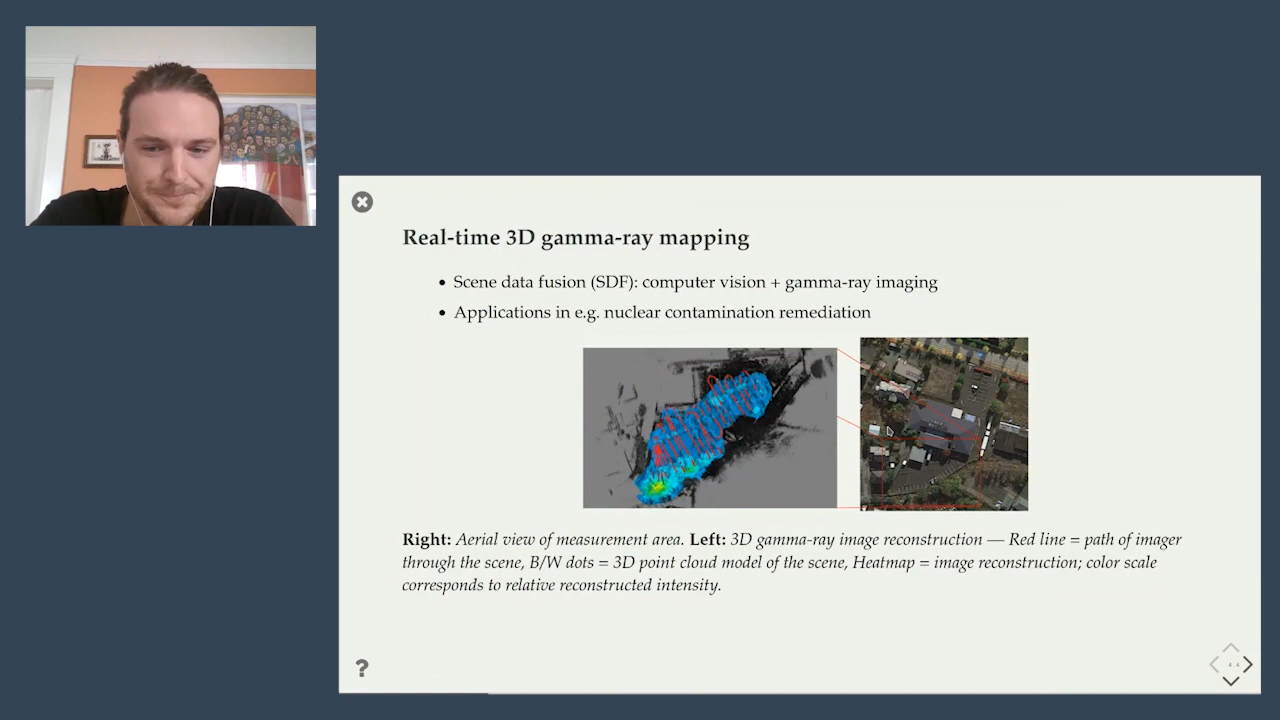 Real-time 3D gamma-ray mapping
• Scene data fusion (SDF): computer vision + gamma-ray imaging
• Applications in e.g. nuclear contamination remediation
Right: Aerial view of measurement area. Left: 3D gamma-ray image reconstruction — Red line = path of imager
through the scene, B/W dots = 3D point cloud model of the scene, Heatmap = image reconstruction; color scale
corresponds to relative reconstructed intensity.
?